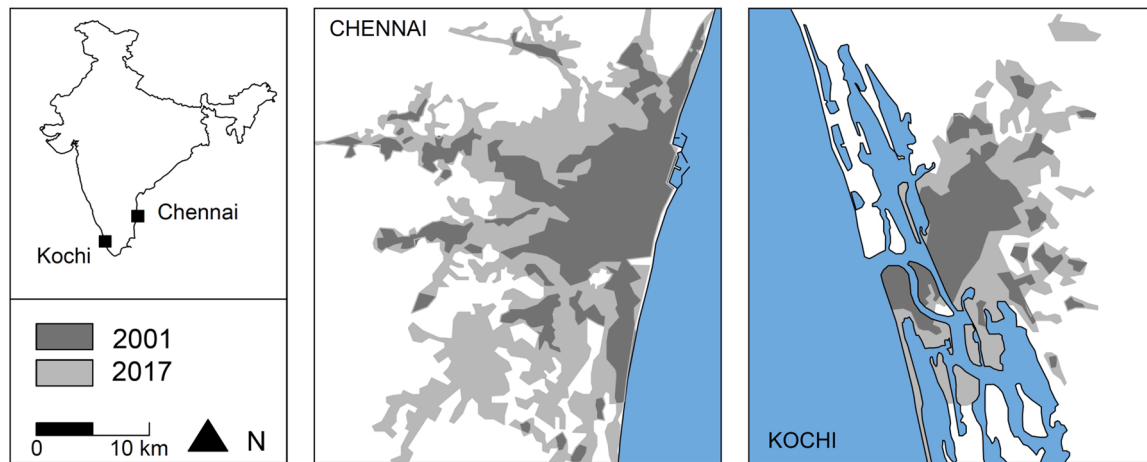 Chennai
Kochi
2001
2017
0 10 km
N
CHENNAI
KOCHI